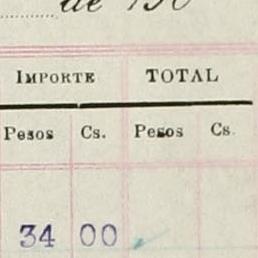 de 190
IMPORTE TOTAL
Pesos Cs. Pesos Cs.
34 00